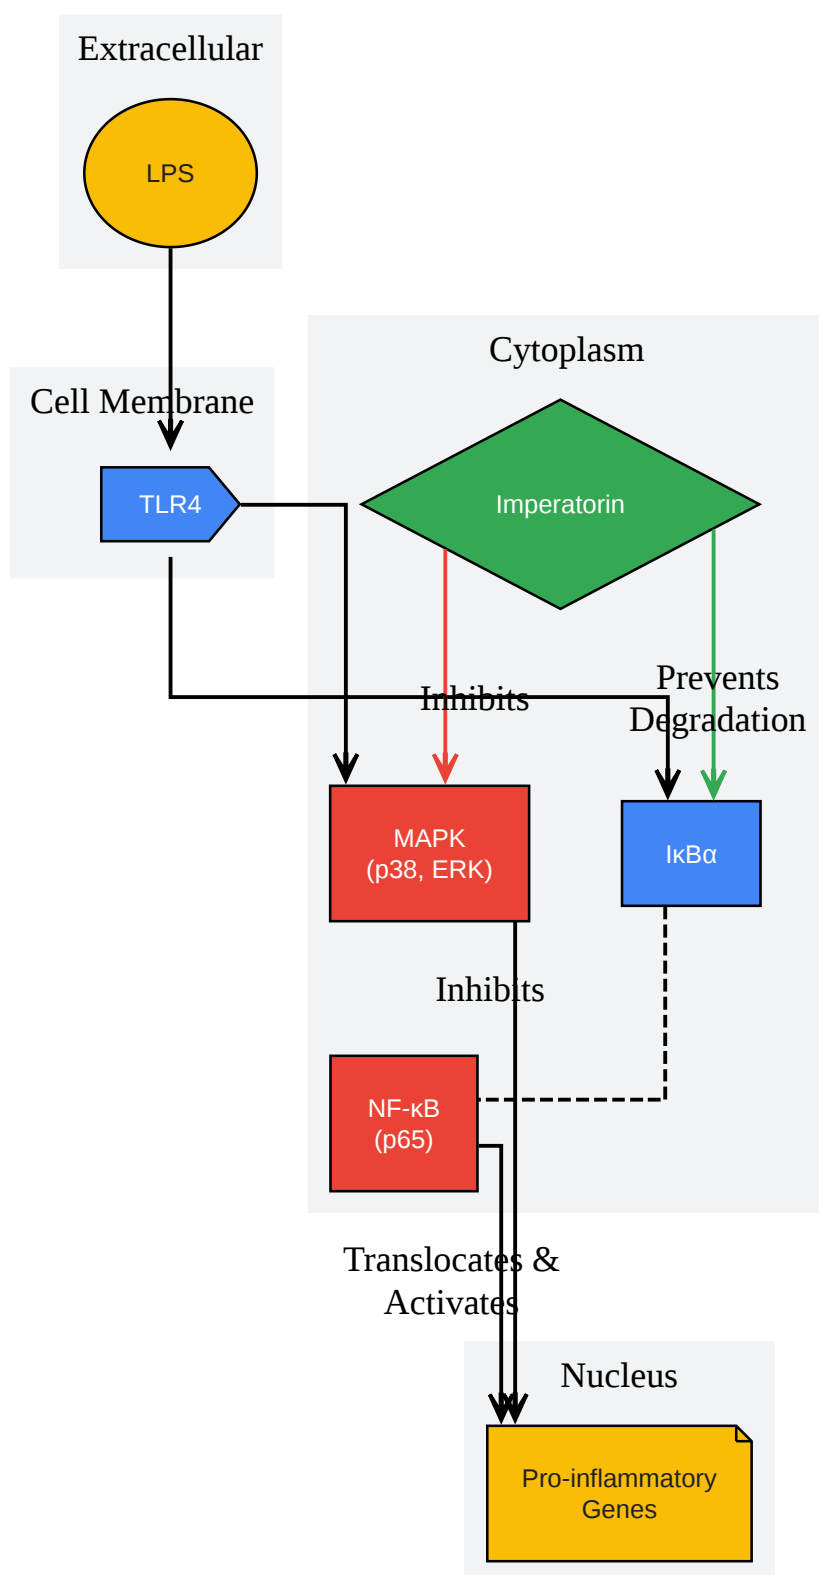 Extracellular
LPS
Cytoplasm
Cell Membrane
TLR4
Imperatorin
Inhibits
Prevents
Degradation
MAPK
(p38, ERK)
IκBα
Inhibits
NF-κB
(p65)
Translocates &
Activates
Nucleus
Pro-inflammatory
Genes